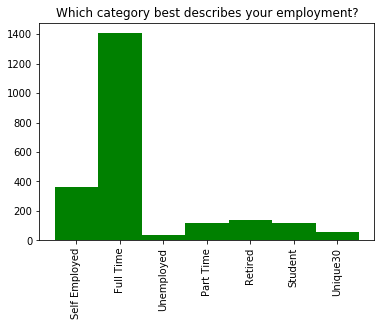 Which category best describes your employment?
1400
1200
1000
800
600
400
200
0
Self Employed
Full Time
Unemployed
Part Time
Retired
Student
Unique30